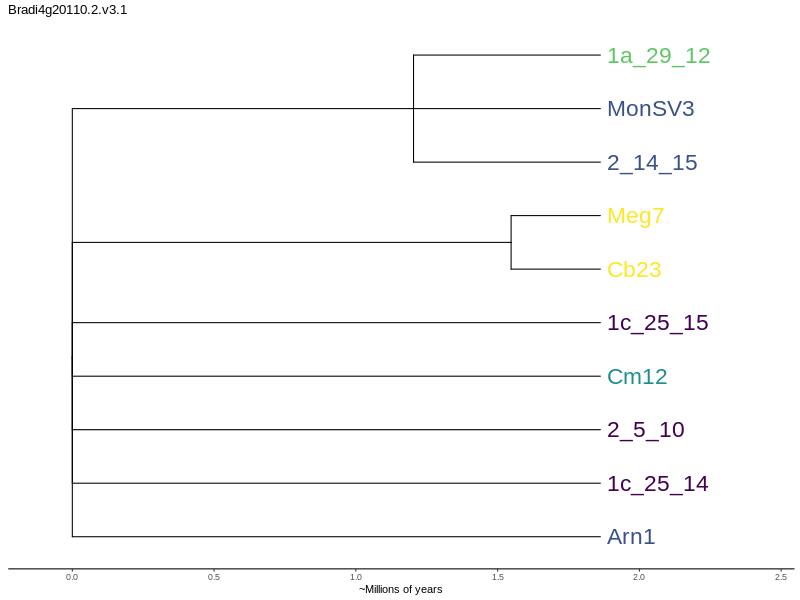 Bradi4g20110.2.v3.1
1a_29_12
MonSV3
2_14_15
Meg7
Cb23
1c_25_15
Cm12
2_5_10
1c_25_14
Arn1
0.0 0.5 1.0 1.5 2.0 2.5
~Millions of years